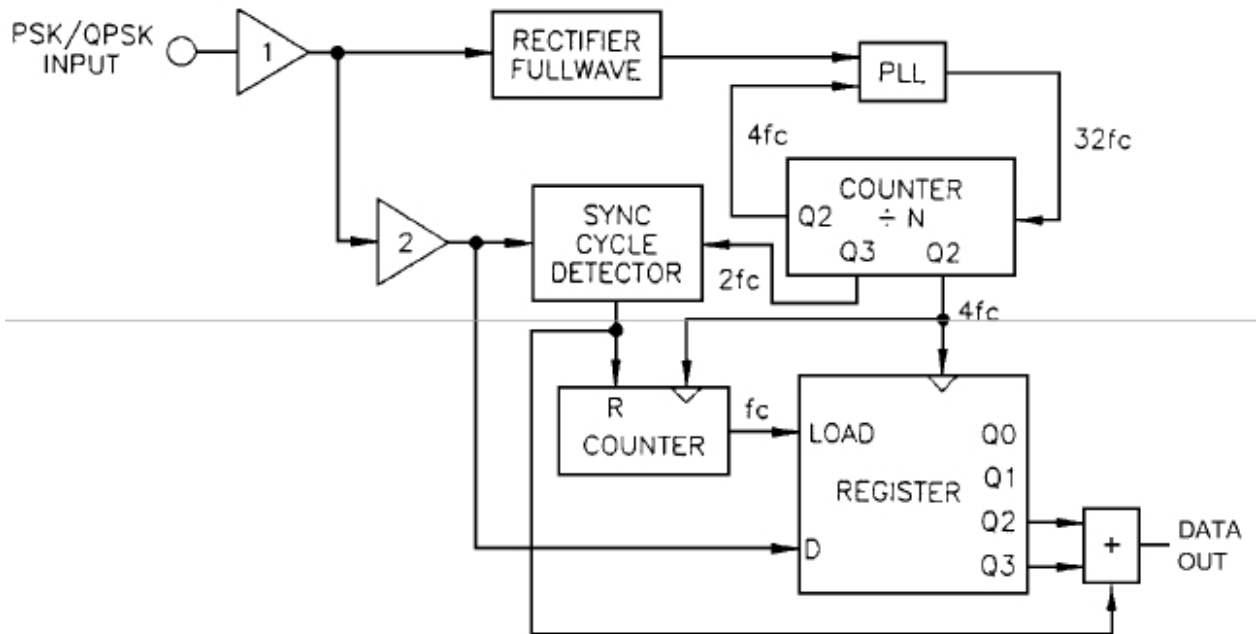 PSK/QPSK
INPUT
1
RECTIFIER
FULLWAVE
PLL
4fc
32fc
COUNTER
÷ N
Q2
Q3
Q2
2
SYNC
CYCLE
DETECTOR
2fc
4fc
R
COUNTER
fc
LOAD
Q0
Q1
REGISTER
Q2
D
Q3
+
DATA
OUT